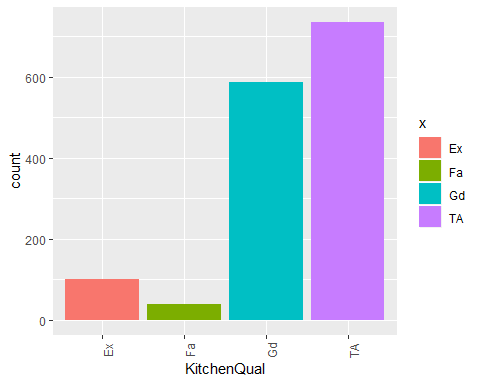 count
600
400
200
0
Ex
Fa
Gd
TA
KitchenQual
x
Ex
Fa
Gd
TA